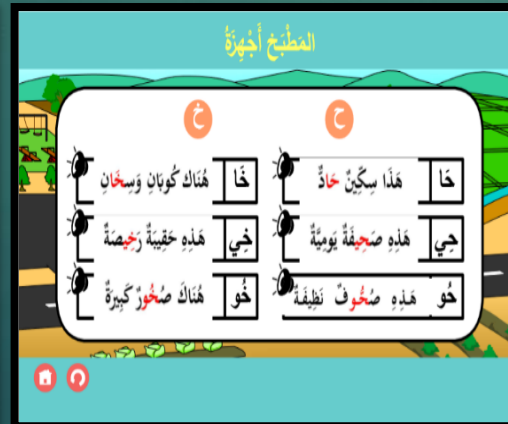 المَطْبَخ أَجْهِزَةُ
ح
خ
حَا هَذَا سِكِّينٌ حَادٌّ
حِي هَذِهِ صَحِيفَةٌ يَوْمِيَّةٌ
حُو هَذِهِ صُحُوفٌ نَظِيفَةٌ
خَا هُنَاكَ كُوبَانِ وَسِخَانِ
خِي هَذِهِ حَقِيبَةٌ رَخِيصَةٌ
خُو هُنَاكَ صُخُورٌ كَبِيرَةٌ